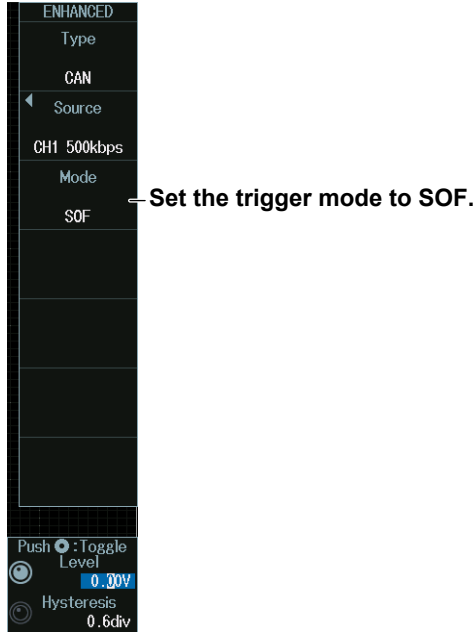 ENHANCED
Type
CAN
Source
CH1 500kbps
Mode
SOF
Set the trigger mode to SOF.
Push :Toggle
Level
0.00V
Hysteresis
0.6div